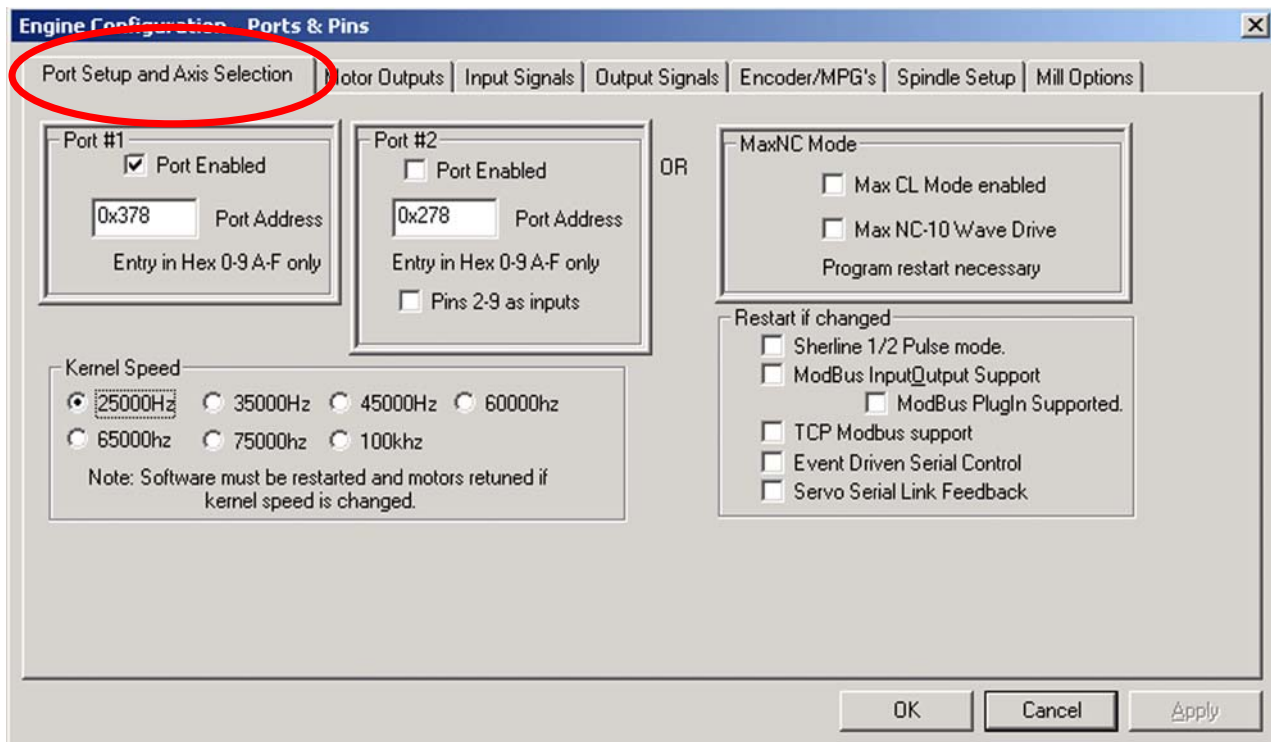 Engine Configuration - Ports & Pins
Port Setup and Axis Selection
Motor Outputs
Input Signals
Output Signals
Encoder/MPG's
Spindle Setup
Mill Options
Port #1
Port Enabled
0x378
Port Address
Entry in Hex 0-9 A-F only
Port #2
Port Enabled
0x278
Port Address
Entry in Hex 0-9 A-F only
Pins 2-9 as inputs
OR
MaxNC Mode
Max CL Mode enabled
Max NC-10 Wave Drive
Program restart necessary
Restart if changed
Sherline 1/2 Pulse mode.
ModBus InputOutput Support
ModBus PlugIn Supported.
TCP Modbus support
Event Driven Serial Control
Servo Serial Link Feedback
Kernel Speed
25000Hz
35000Hz
45000Hz
60000hz
65000hz
75000hz
100khz
Note: Software must be restarted and motors retuned if
kernel speed is changed.
OK
Cancel
Apply